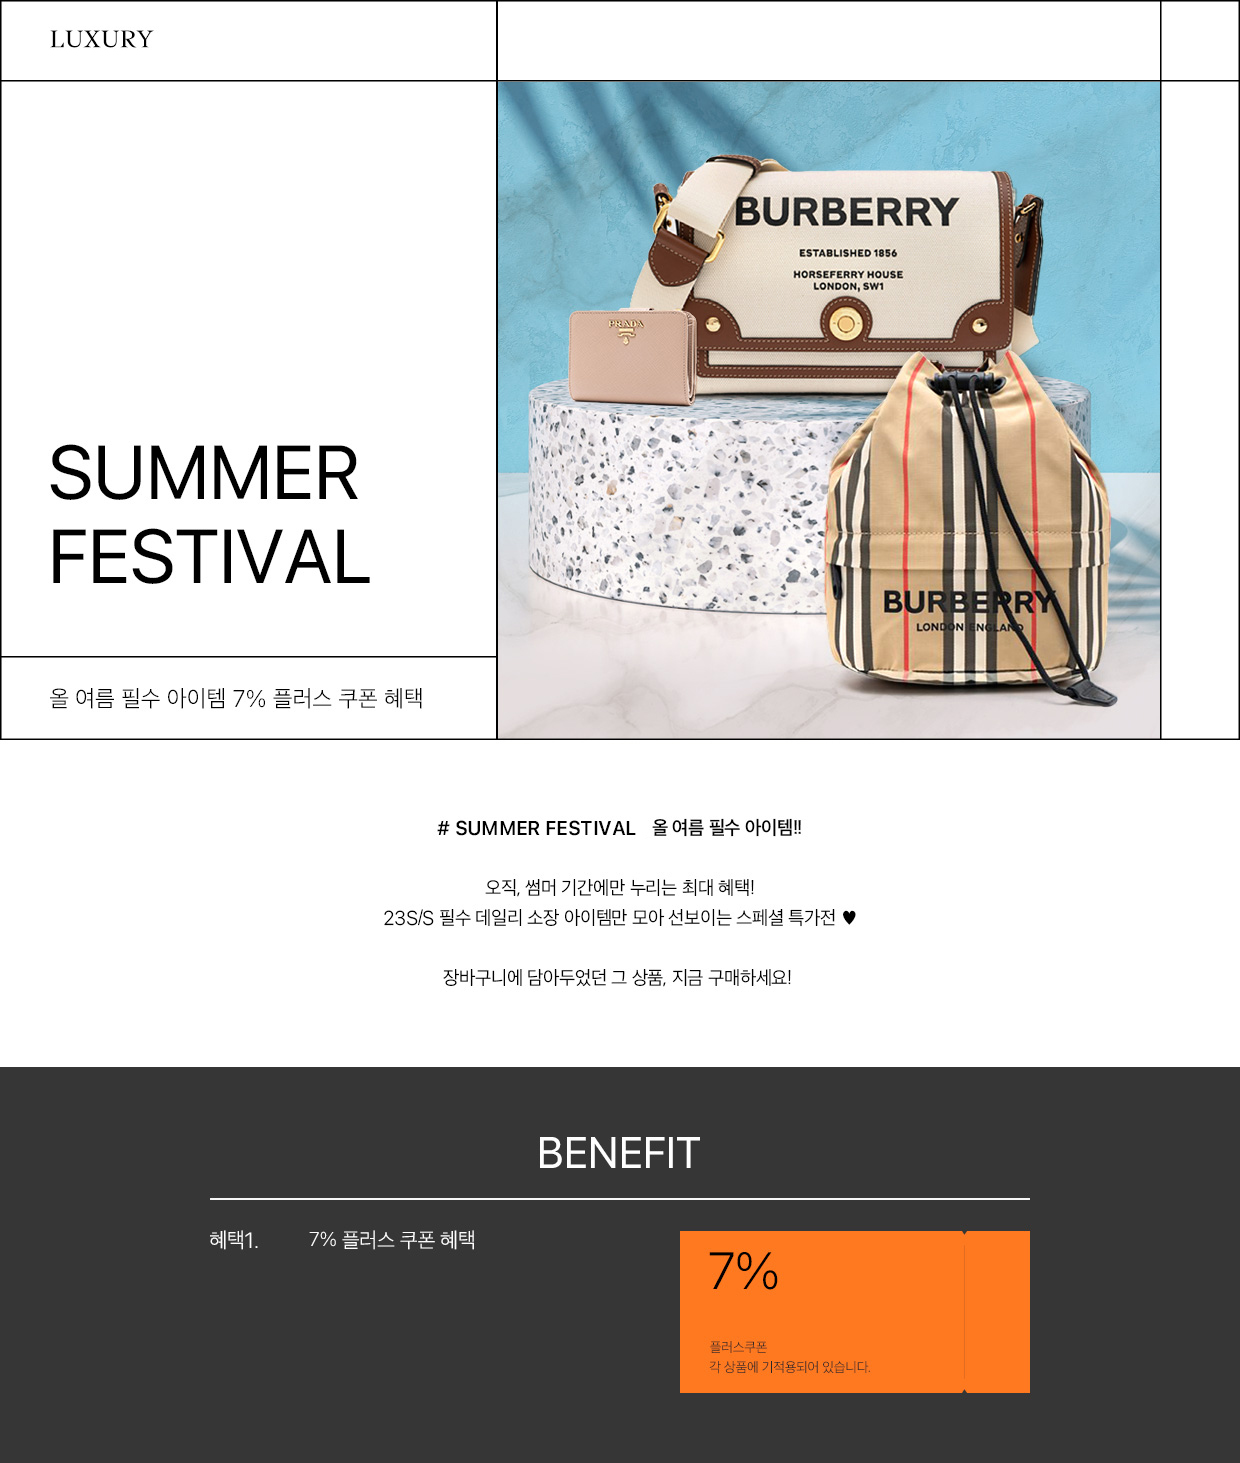 LUXURY
BURBERRY
ESTABLISHED 1856
HORSEFERRY HOUSE
LONDON, SW1
PRADA
SUMMER
FESTIVAL
BURBERRY
LONDON ENGLAND
올 여름 필수 아이템 7% 플러스 쿠폰 혜택
# SUMMER FESTIVAL 올 여름 필수 아이템!!
오직, 썸머 기간에만 누리는 최대 혜택!
23S/S 필수 데일리 소장 아이템만 모아 선보이는 스페셜 특가전 ♥
장바구니에 담아두었던 그 상품, 지금 구매하세요!
BENEFIT
혜택1. 7% 플러스 쿠폰 혜택
7%
플러스쿠폰
각 상품에 기적용되어 있습니다.